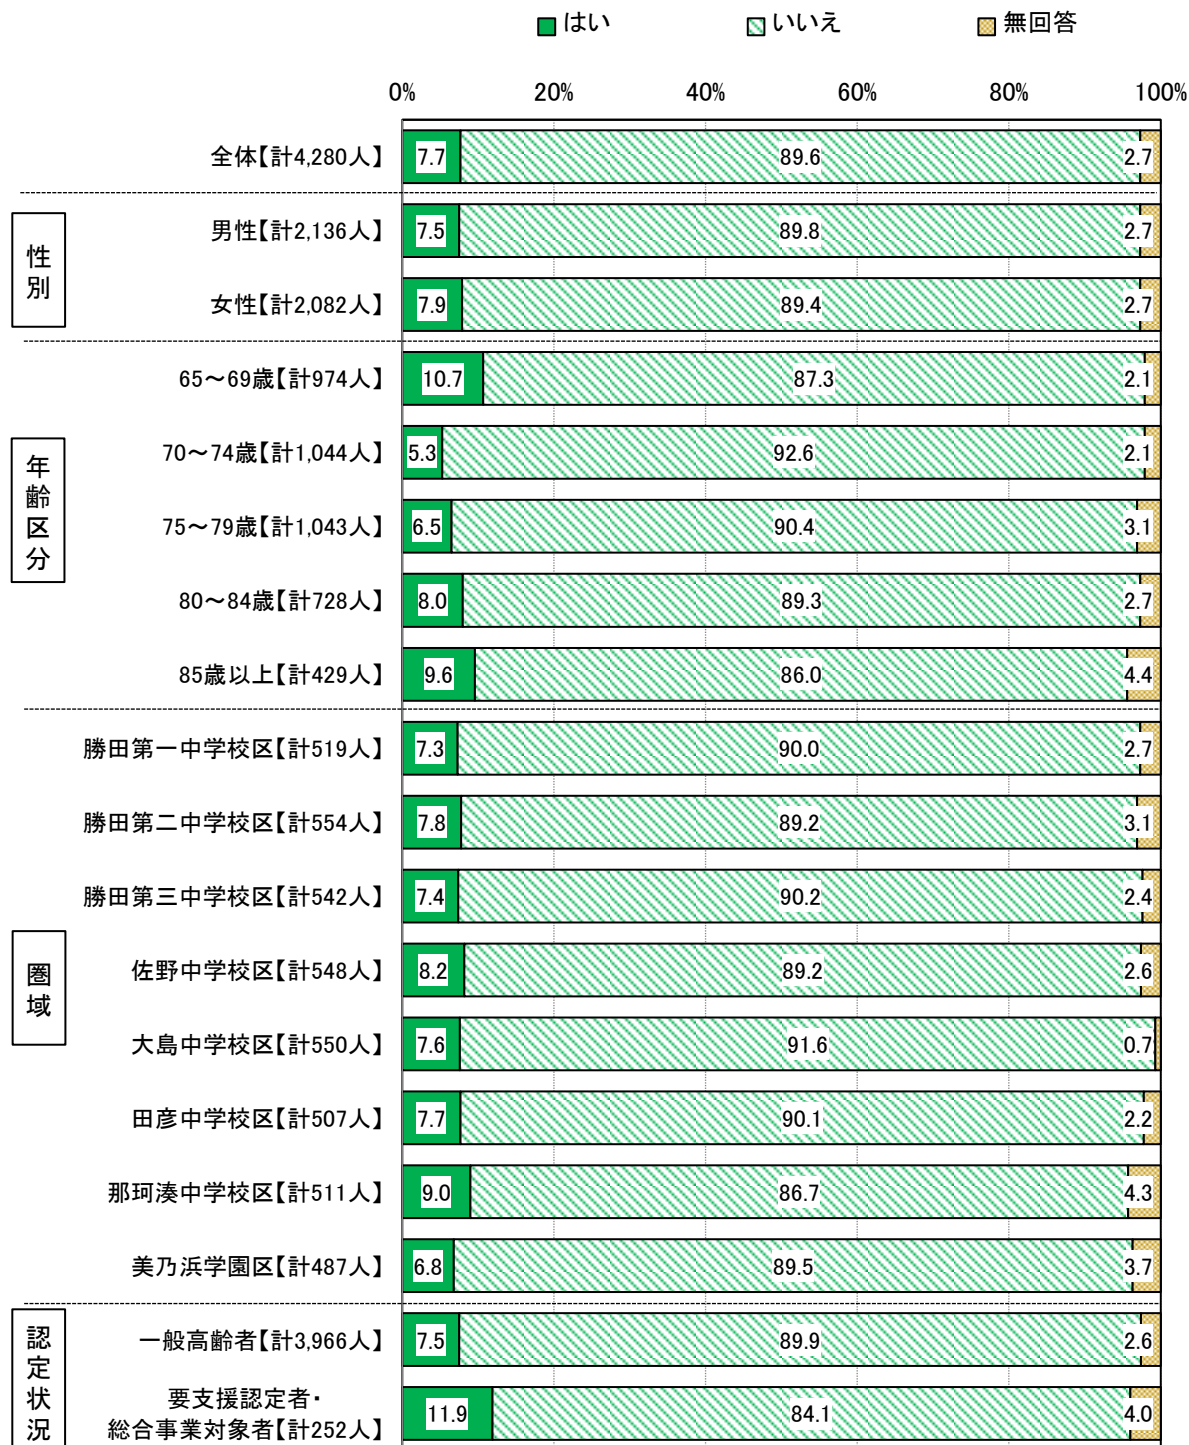 はい いいえ 無回答
0% 20% 40% 60% 80% 100%
全体【計4,280人】 7.7 89.6 2.7
性別
男性【計2,136人】 7.5 89.8 2.7
女性【計2,082人】 7.9 89.4 2.7
年齢区分
65～69歳【計974人】 10.7 87.3 2.1
70～74歳【計1,044人】 5.3 92.6 2.1
75～79歳【計1,043人】 6.5 90.4 3.1
80～84歳【計728人】 8.0 89.3 2.7
85歳以上【計429人】 9.6 86.0 4.4
圏域
勝田第一中学校区【計519人】 7.3 90.0 2.7
勝田第二中学校区【計554人】 7.8 89.2 3.1
勝田第三中学校区【計542人】 7.4 90.2 2.4
佐野中学校区【計548人】 8.2 89.2 2.6
大島中学校区【計550人】 7.6 91.6 0.7
田彦中学校区【計507人】 7.7 90.1 2.2
那珂湊中学校区【計511人】 9.0 86.7 4.3
美乃浜学園区【計487人】 6.8 89.5 3.7
認定状況
一般高齢者【計3,966人】 7.5 89.9 2.6
要支援認定者・
総合事業対象者【計252人】 11.9 84.1 4.0